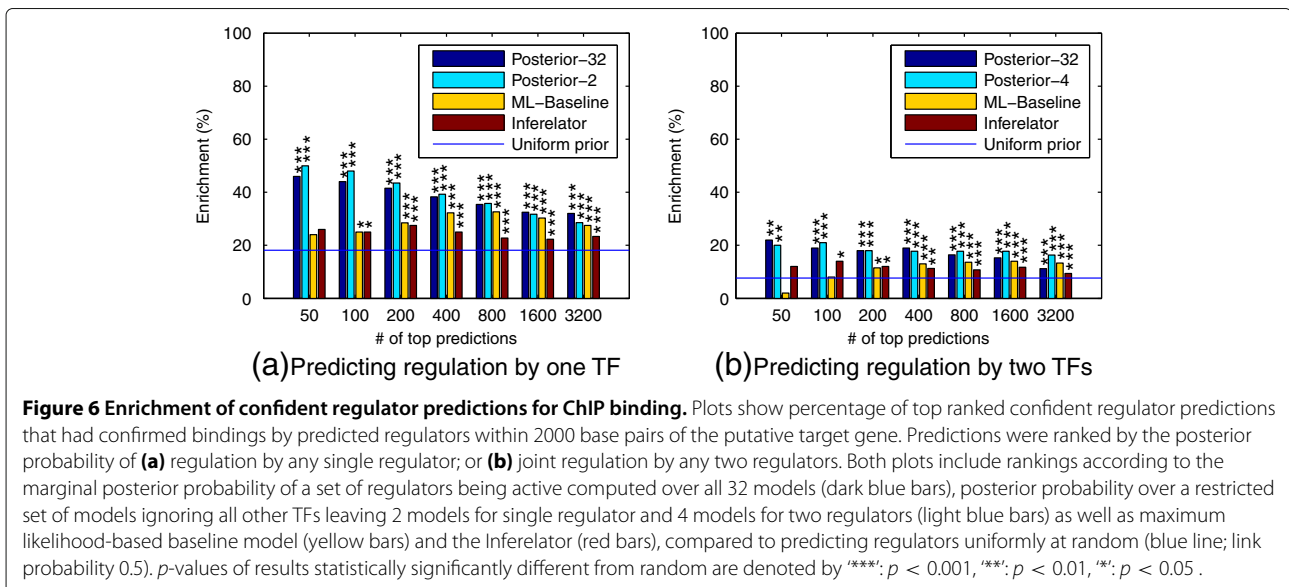 100
80
60
40
20
0
Enrichment (%)
Posterior−32
Posterior−2
ML−Baseline
Inferelator
Uniform prior
*** *** *** *** * * *** *** *** *** *** *** *** *** *** *** *** *** *** *** *** *** *** *** *** ***
50 100 200 400 800 1600 3200
# of top predictions
(a)Predicting regulation by one TF
100
80
60
40
20
0
Enrichment (%)
Posterior−32
Posterior−4
ML−Baseline
Inferelator
Uniform prior
50 100 200 400 800 1600 3200
# of top predictions
(b)Predicting regulation by two TFs
Figure 6 Enrichment of confident regulator predictions for ChIP binding. Plots show percentage of top ranked confident regulator predictions
that had confirmed bindings by predicted regulators within 2000 base pairs of the putative target gene. Predictions were ranked by the posterior
probability of (a) regulation by any single regulator; or (b) joint regulation by any two regulators. Both plots include rankings according to the
marginal posterior probability of a set of regulators being active computed over all 32 models (dark blue bars), posterior probability over a restricted
set of models ignoring all other TFs leaving 2 models for single regulator and 4 models for two regulators (light blue bars) as well as maximum
likelihood-based baseline model (yellow bars) and the Inferelator (red bars), compared to predicting regulators uniformly at random (blue line; link
probability 0.5). p-values of results statistically significantly different from random are denoted by '***': p < 0.001, '**': p < 0.01, '*': p < 0.05 .